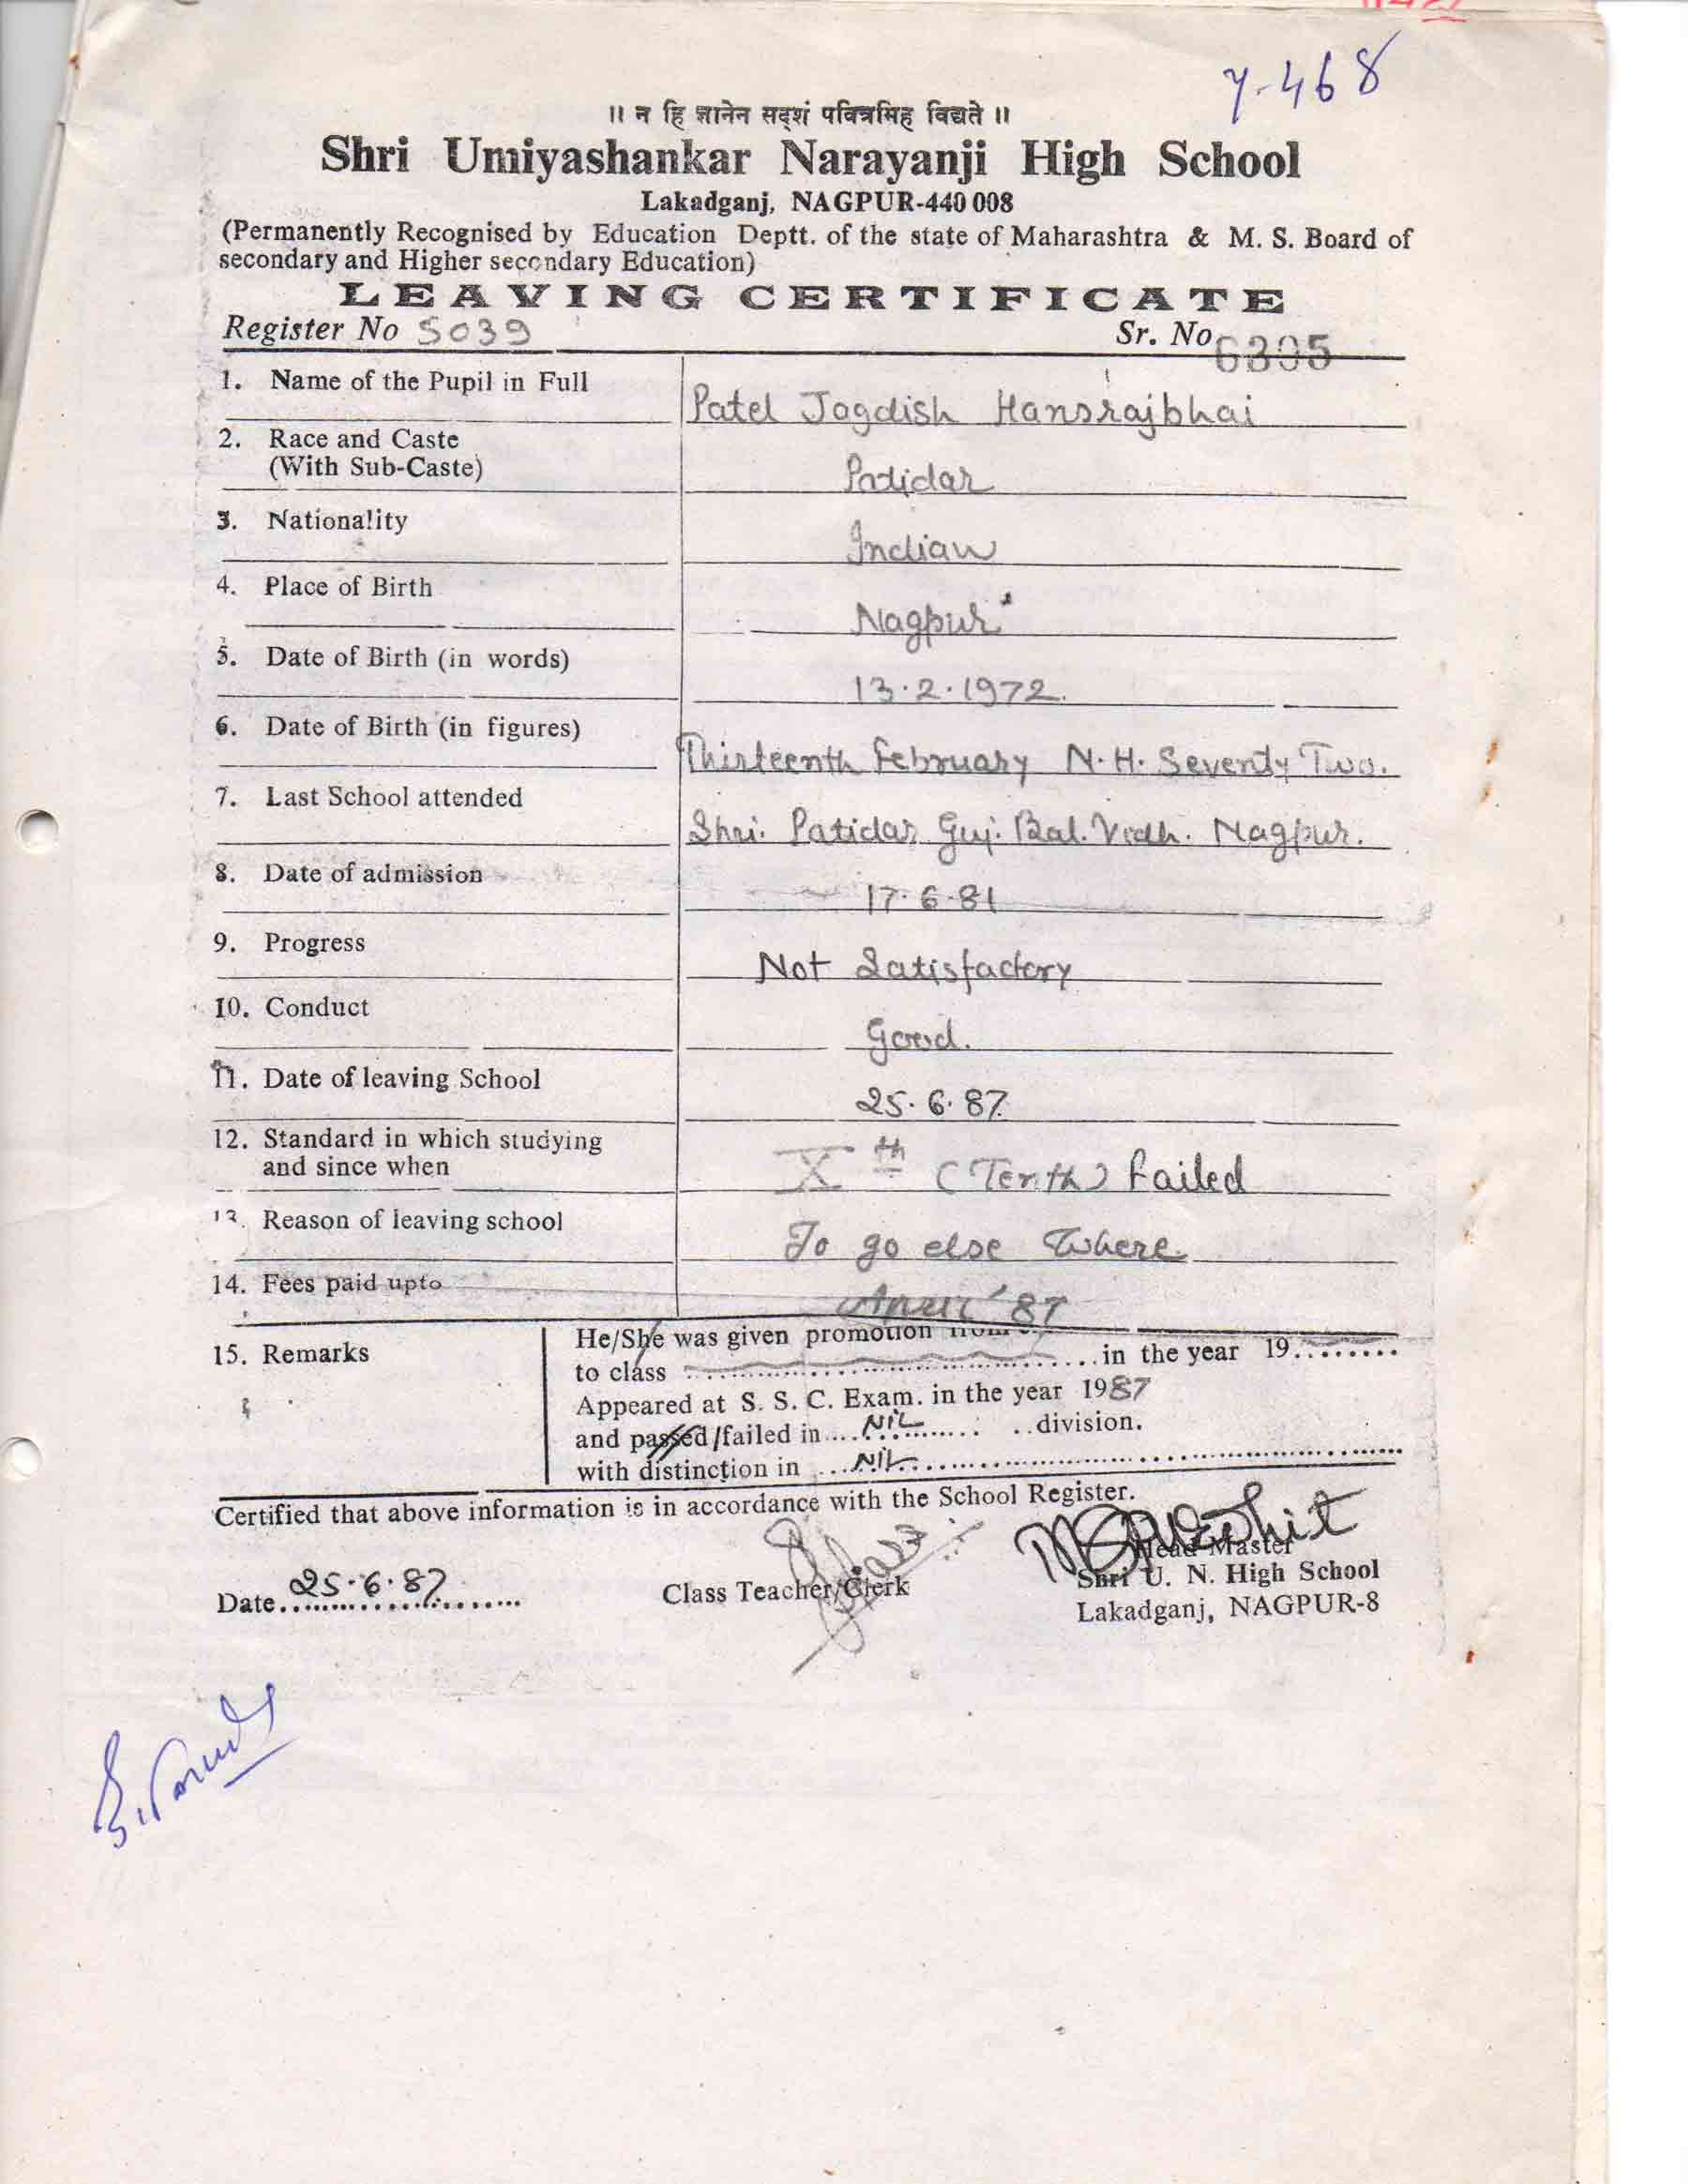 7-468
॥ न हि ज्ञानेन सदृशं पवित्रमिह विद्यते ॥
Shri Umiyashankar Narayanji High School
Lakadganj, NAGPUR-440 008
(Permanently Recognised by Education Deptt. of the state of Maharashtra & M. S. Board of
secondary and Higher secondary Education)
LEAVING CERTIFICATE
Register No 5039 Sr. No. 6395
1. Name of the Pupil in Full Patel Jagdish Hansrajbhai
2. Race and Caste
(With Sub-Caste) Patidar
3. Nationality Indian
4. Place of Birth Nagpur
5. Date of Birth (in words) 13.2.1972.
6. Date of Birth (in figures) Thirteenth February N.H. Seventy Two.
7. Last School attended Shri. Patidar Guj. Bal. Vidh. Nagpur.
8. Date of admission 17.6.81
9. Progress Not Satisfactory
10. Conduct Good.
11. Date of leaving School 25.6.87
12. Standard in which studying
and since when Xth (Tenth) Failed
13. Reason of leaving school To go else Where
14. Fees paid upto April '87
15. Remarks He/She was given promotion from
to class in the year 19........
Appeared at S. S. C. Exam. in the year 1987
and passed/failed in .... NIL ........ division.
with distinction in .... NIL ........
Certified that above information is in accordance with the School Register.
Date 25.6.87 Class Teacher/Clerk Head Master
Shri U. N. High School
Lakadganj, NAGPUR-8